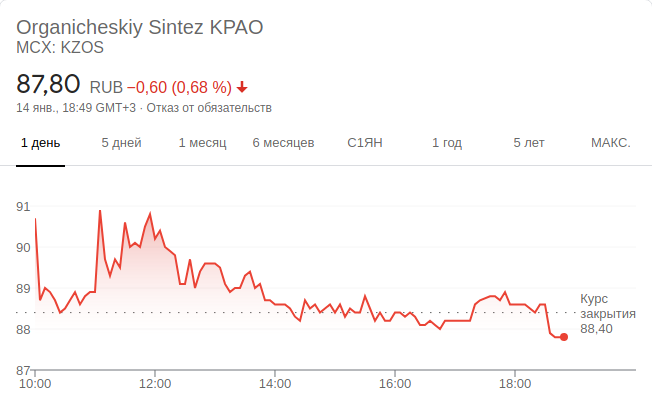 Organicheskiy Sintez KPAO
MCX: KZOS
87,80 RUB −0,60 (0,68 %)
14 янв., 18:49 GMT+3 · Отказ от обязательств
1 день 5 дней 1 месяц 6 месяцев С1ЯН 1 год 5 лет МАКС.
91
90
89
88
87
Курс
закрытия
88,40
10:00 12:00 14:00 16:00 18:00